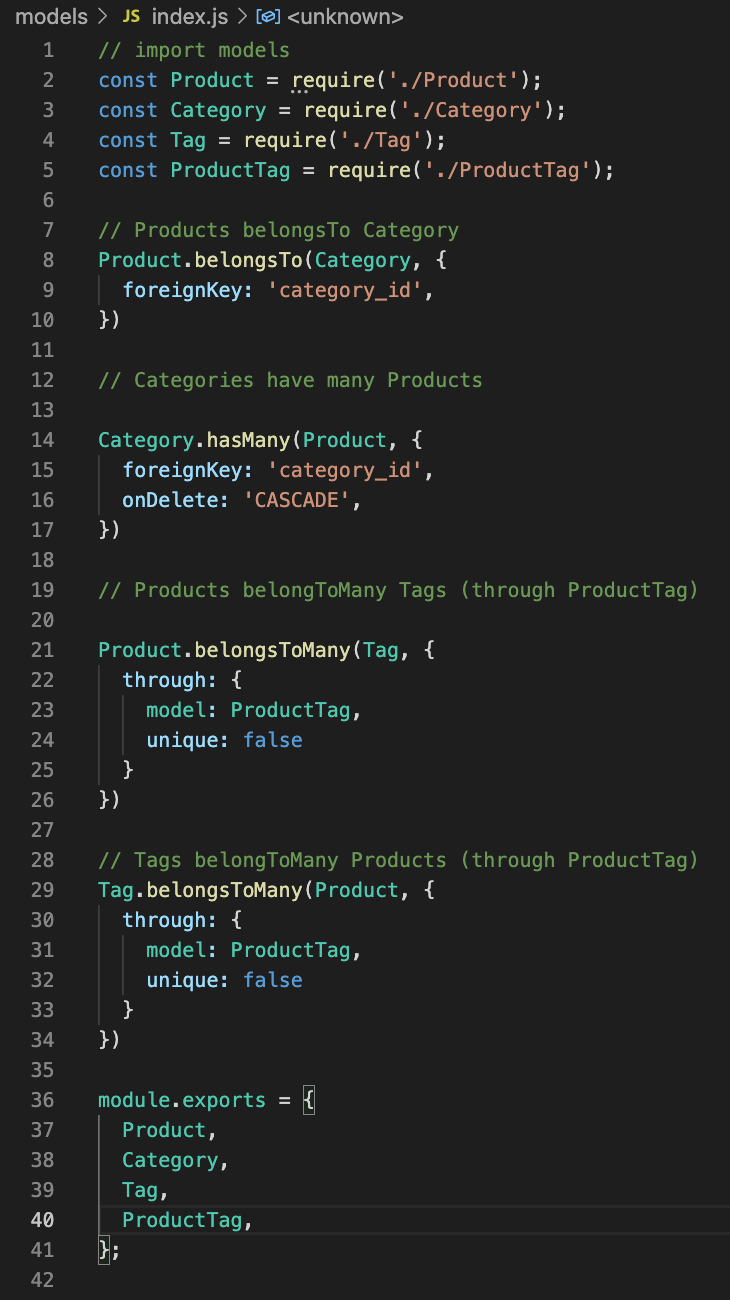 models > JS index.js > <unknown>
1 // import models
2 const Product = require('./Product');
3 const Category = require('./Category');
4 const Tag = require('./Tag');
5 const ProductTag = require('./ProductTag');
6
7 // Products belongsTo Category
8 Product.belongsTo(Category, {
9 foreignKey: 'category_id',
10 })
11
12 // Categories have many Products
13
14 Category.hasMany(Product, {
15 foreignKey: 'category_id',
16 onDelete: 'CASCADE',
17 })
18
19 // Products belongToMany Tags (through ProductTag)
20
21 Product.belongsToMany(Tag, {
22 through: {
23 model: ProductTag,
24 unique: false
25 }
26 })
27
28 // Tags belongToMany Products (through ProductTag)
29 Tag.belongsToMany(Product, {
30 through: {
31 model: ProductTag,
32 unique: false
33 }
34 })
35
36 module.exports = {
37 Product,
38 Category,
39 Tag,
40 ProductTag,
41 };
42